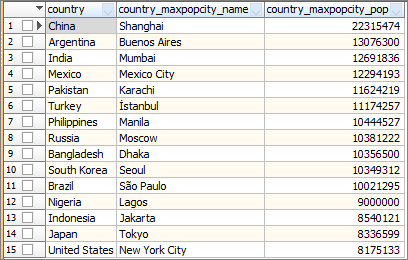 country country_maxpopcity_name country_maxpopcity_pop
1 China Shanghai 22315474
2 Argentina Buenos Aires 13076300
3 India Mumbai 12691836
4 Mexico Mexico City 12294193
5 Pakistan Karachi 11624219
6 Turkey İstanbul 11174257
7 Philippines Manila 10444527
8 Russia Moscow 10381222
9 Bangladesh Dhaka 10356500
10 South Korea Seoul 10349312
11 Brazil São Paulo 10021295
12 Nigeria Lagos 9000000
13 Indonesia Jakarta 8540121
14 Japan Tokyo 8336599
15 United States New York City 8175133